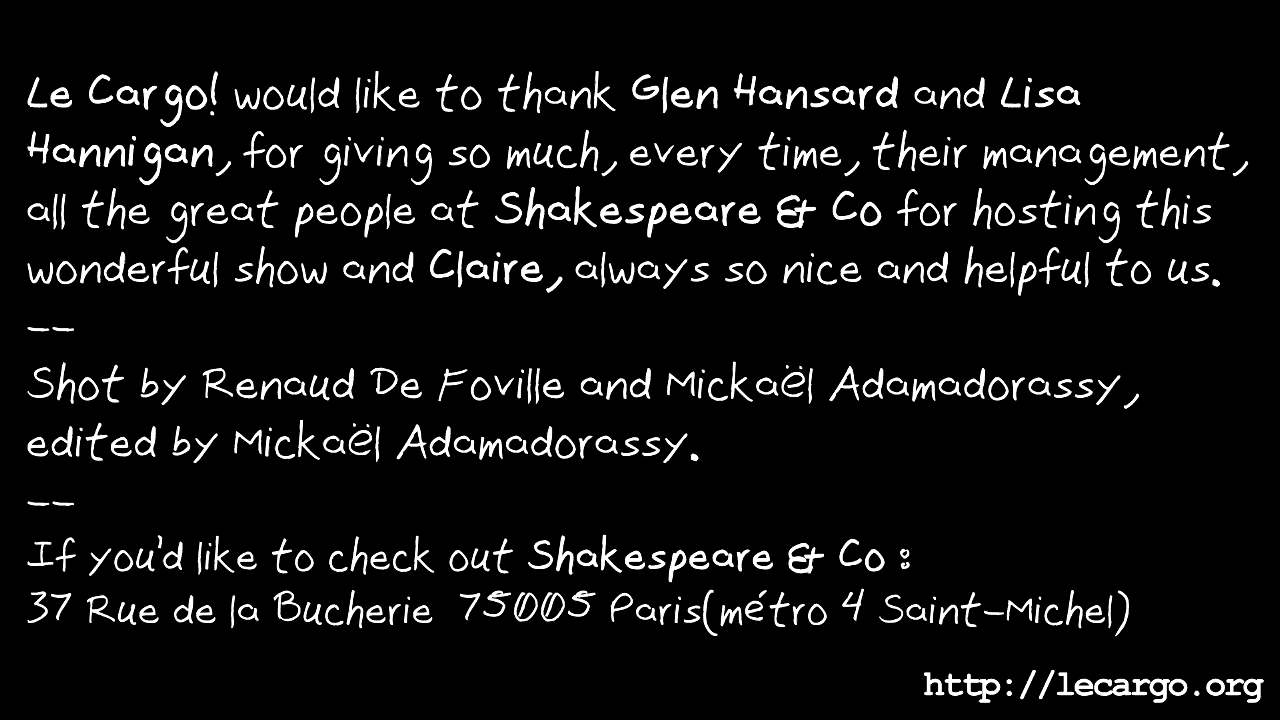 Le Cargo! would like to thank Glen Hansard and Lisa
Hannigan, for giving so much, every time, their management,
all the great people at Shakespeare & Co for hosting this
wonderful show and Claire, always so nice and helpful to us.
--
Shot by Renaud De Foville and Mickaël Adamadorassy,
edited by Mickaël Adamadorassy.
--
If you'd like to check out Shakespeare & Co :
37 Rue de la Bucherie 75005 Paris(métro 4 Saint-Michel)
http://lecargo.org